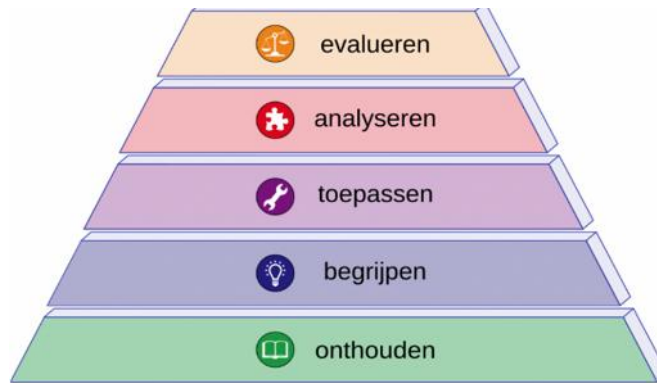 evalueren
analyseren
toepassen
begrijpen
onthouden